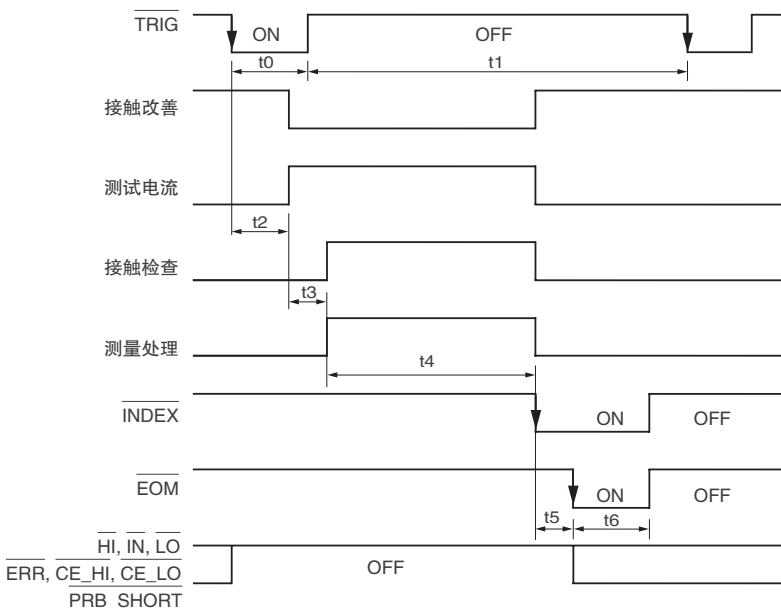 TRIG
ON
OFF
t0
t1
接触改善
测试电流
t2
接触检查
t3
测量处理
t4
INDEX
ON
OFF
EOM
ON
OFF
t5
t6
HI, IN, LO
ERR, CE_HI, CE_LO
OFF
PRB_SHORT